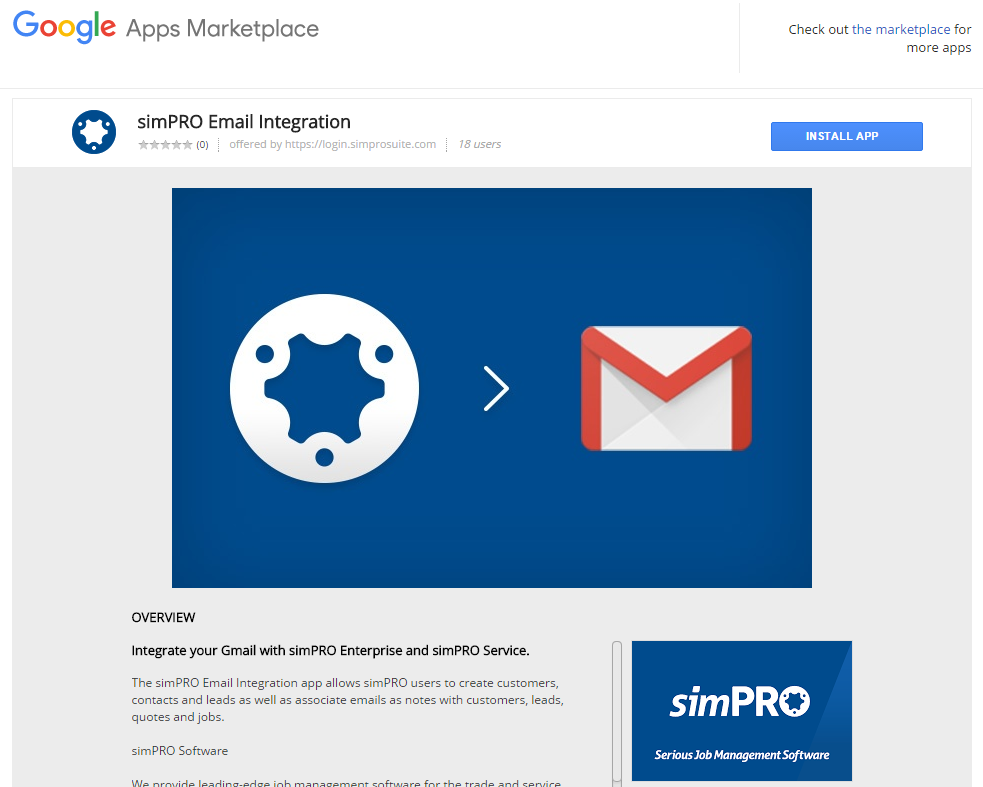 Google Apps Marketplace
Check out the marketplace for
more apps
simPRO Email Integration
(0)
offered by https://login.simprosuite.com
18 users
INSTALL APP
OVERVIEW
Integrate your Gmail with simPRO Enterprise and simPRO Service.
The simPRO Email Integration app allows simPRO users to create customers,
contacts and leads as well as associate emails as notes with customers, leads,
quotes and jobs.
simPRO Software
We provide leading-edge job management software for the trade and service
simPRO
Serious Job Management Software